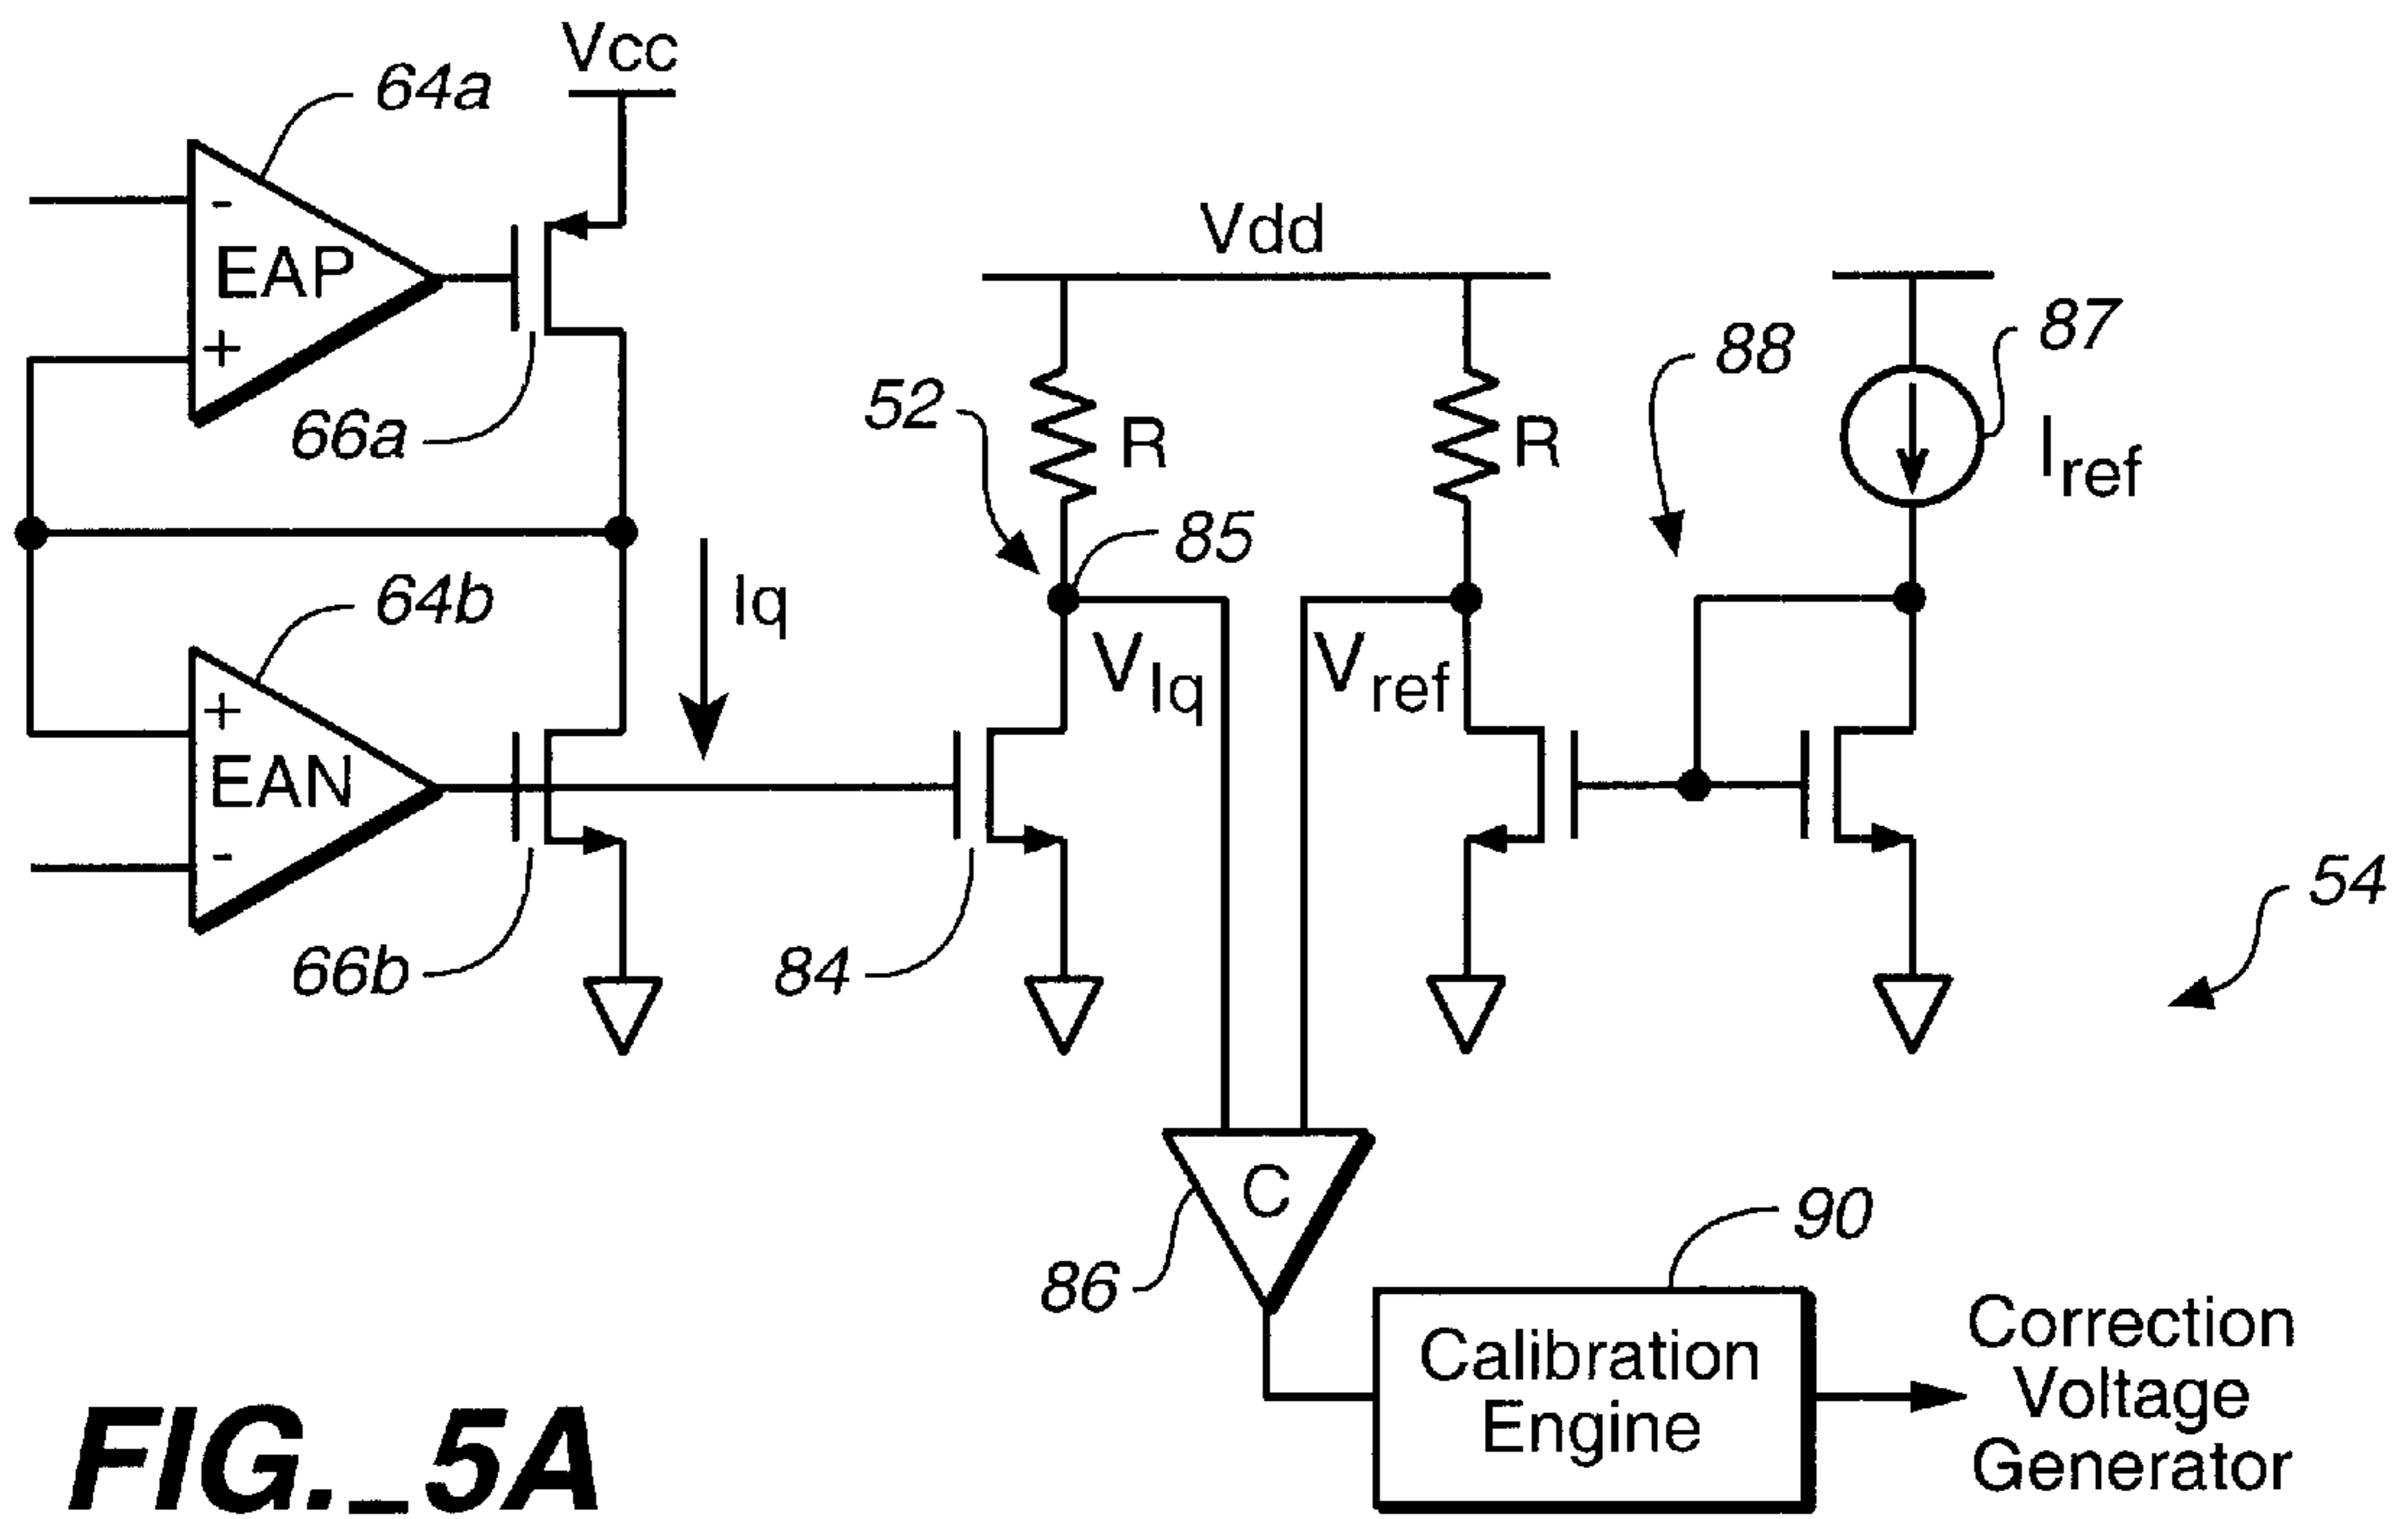 Vcc
64a
-
EAP
+
66a
Vdd
52
R
R
88
87
Iref
85
64b
Iq
VIq
Vref
+
EAN
-
66b
84
54
C
86
90
Calibration
Engine
Correction
Voltage
Generator
FIG._5A